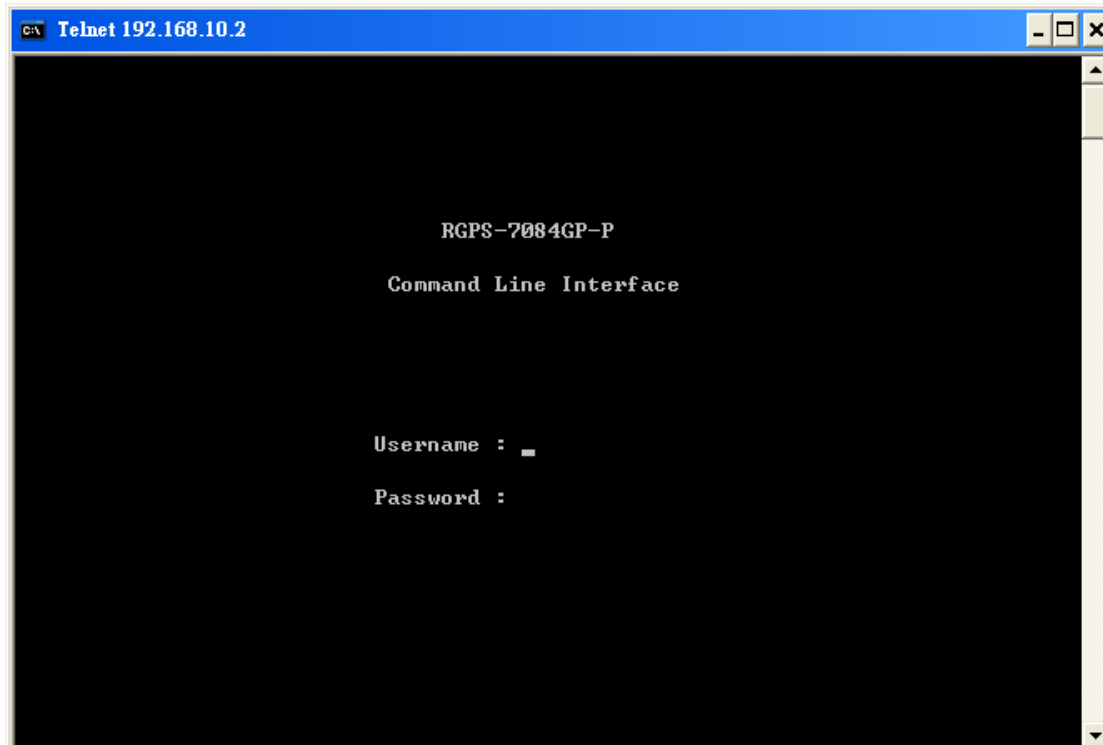 Telnet 192.168.10.2
RGPS-7084GP-P
Command Line Interface
Username : _
Password :